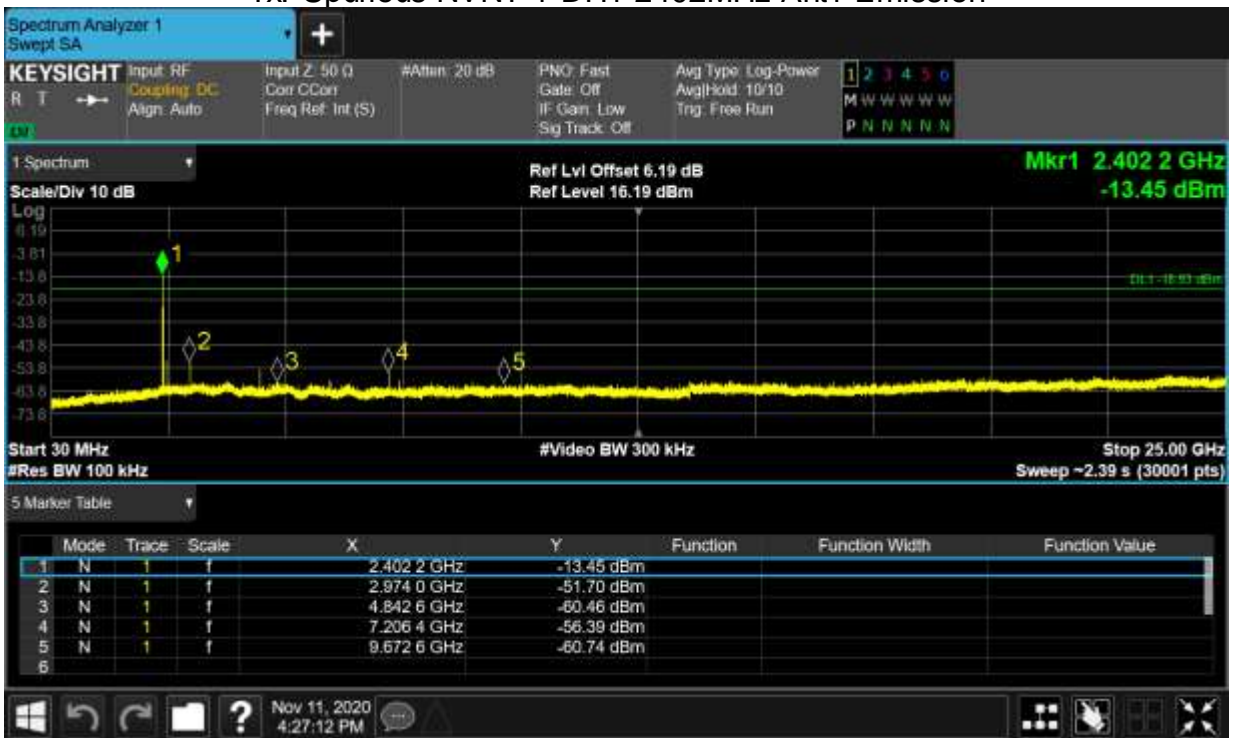 Tx. Spurious NVNT 1-DH1 2402MHz Ant1 Emission
Spectrum Analyzer 1
Swept SA
+
KEYSIGHT
R T
Input: RF
Coupling: DC
Align: Auto
Input Z: 50 Ω
Corr CCorr
Freq Ref: Int (S)
#Atten: 20 dB
PNO: Fast
Gate: Off
IF Gain: Low
Sig Track: Off
Avg Type: Log-Power
Avg|Hold: 10/10
Trig: Free Run
1 2 3 4 5 6
M W W W W W
P N N N N N
1 Spectrum
Scale/Div 10 dB
Ref Lvl Offset 6.19 dB
Ref Level 16.19 dBm
Mkr1 2.402 2 GHz
-13.45 dBm
Log
6.19
-3.81
-13.8
-23.8
-33.8
-43.8
-53.8
-63.8
-73.8
1
2
3
4
5
Start 30 MHz
#Res BW 100 kHz
#Video BW 300 kHz
Stop 25.00 GHz
Sweep ~2.39 s (30001 pts)
5 Marker Table
Mode Trace Scale X Y Function Function Width Function Value
1 N 1 f 2.402 2 GHz -13.45 dBm
2 N 1 f 2.974 0 GHz -51.70 dBm
3 N 1 f 4.842 6 GHz -60.46 dBm
4 N 1 f 7.206 4 GHz -56.39 dBm
5 N 1 f 9.672 6 GHz -60.74 dBm
6
?
Nov 11, 2020
4:27:12 PM